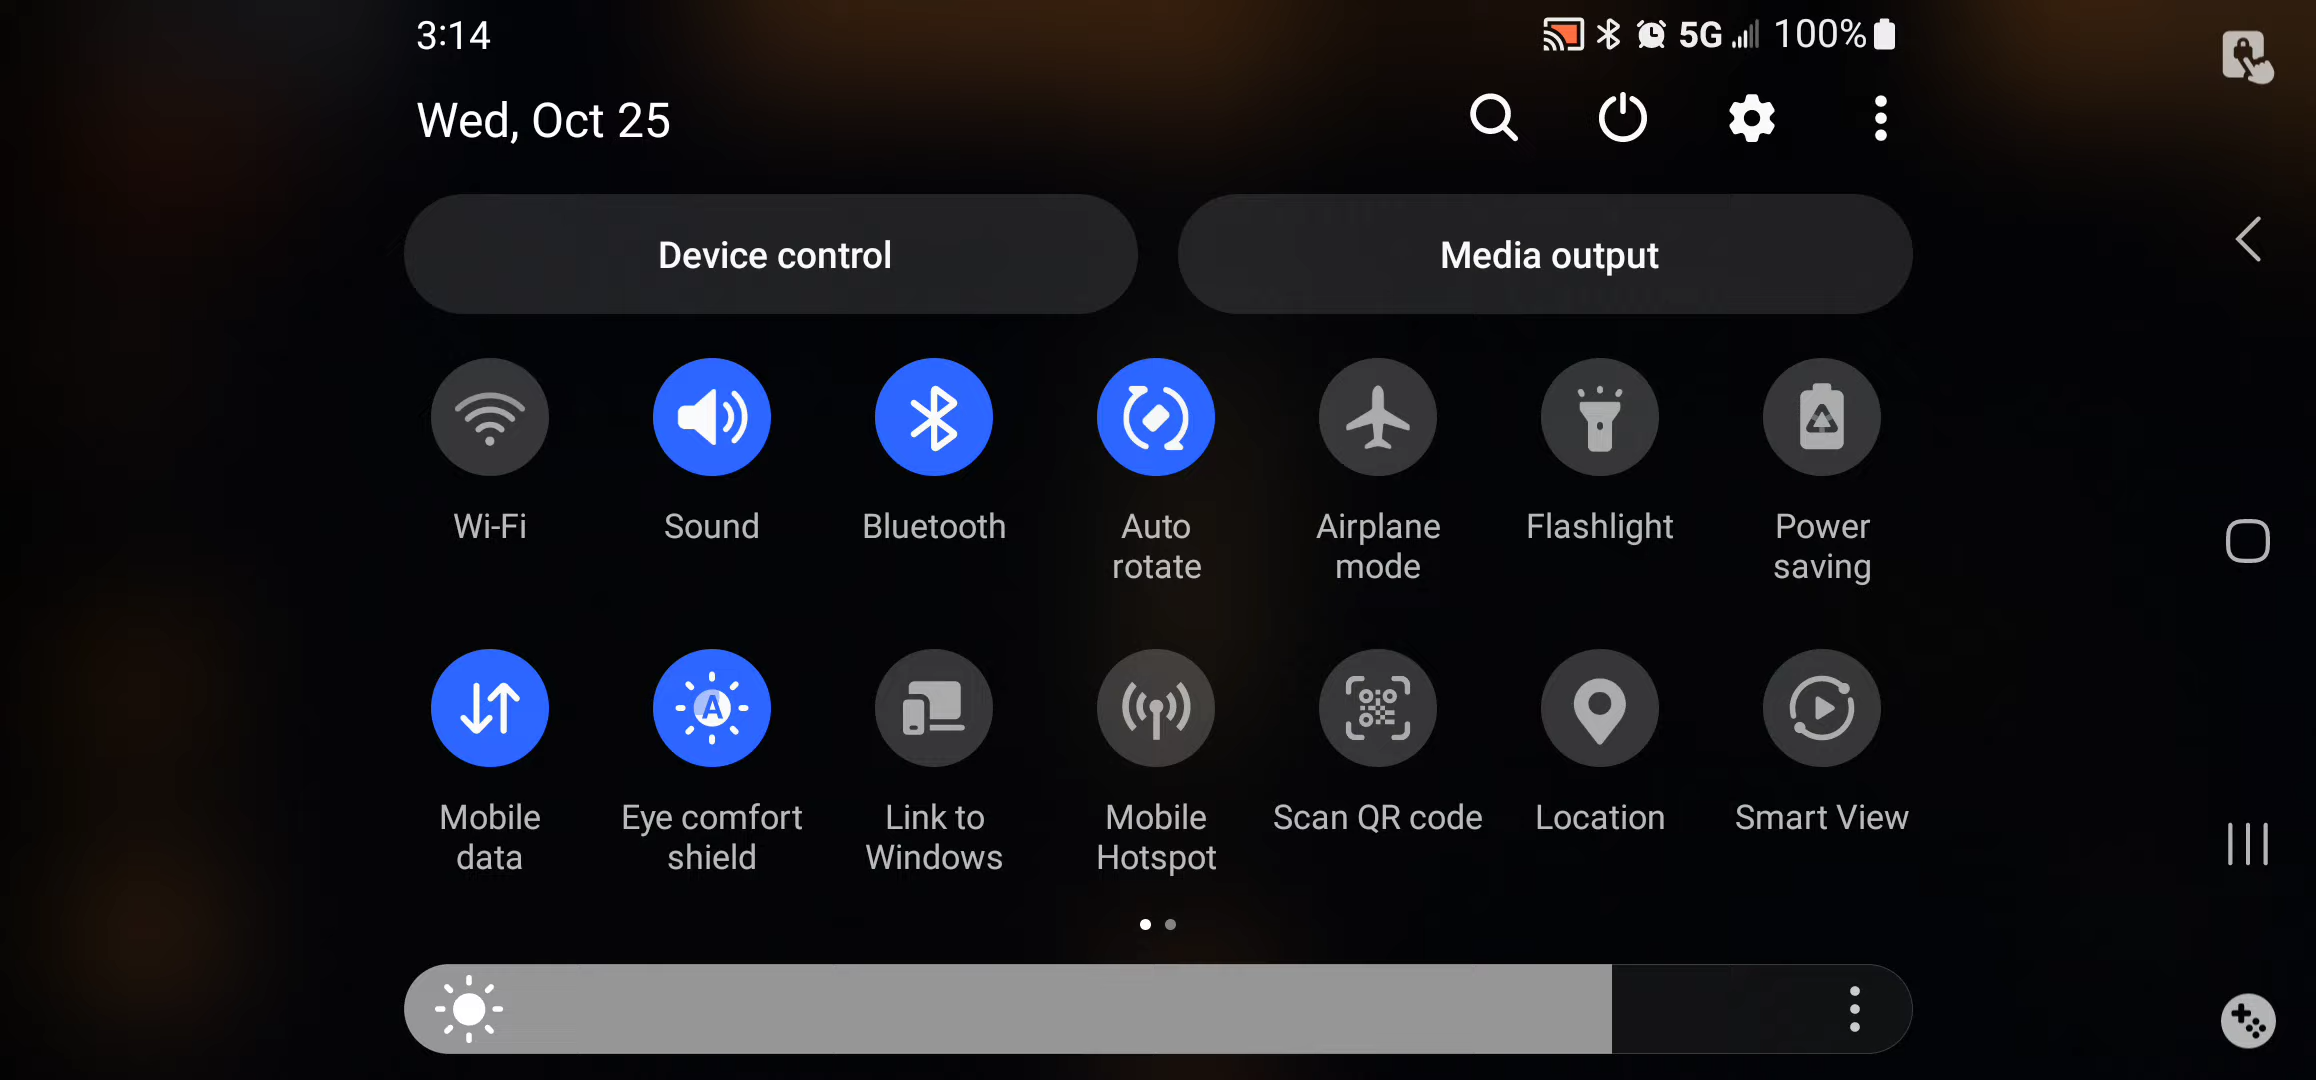 3:14
5G 100%
Wed, Oct 25
Device control
Media output
Wi-Fi
Sound
Bluetooth
Auto
rotate
Airplane
mode
Flashlight
Power
saving
Mobile
data
A
Eye comfort
shield
Link to
Windows
Mobile
Hotspot
Scan QR code
Location
Smart View